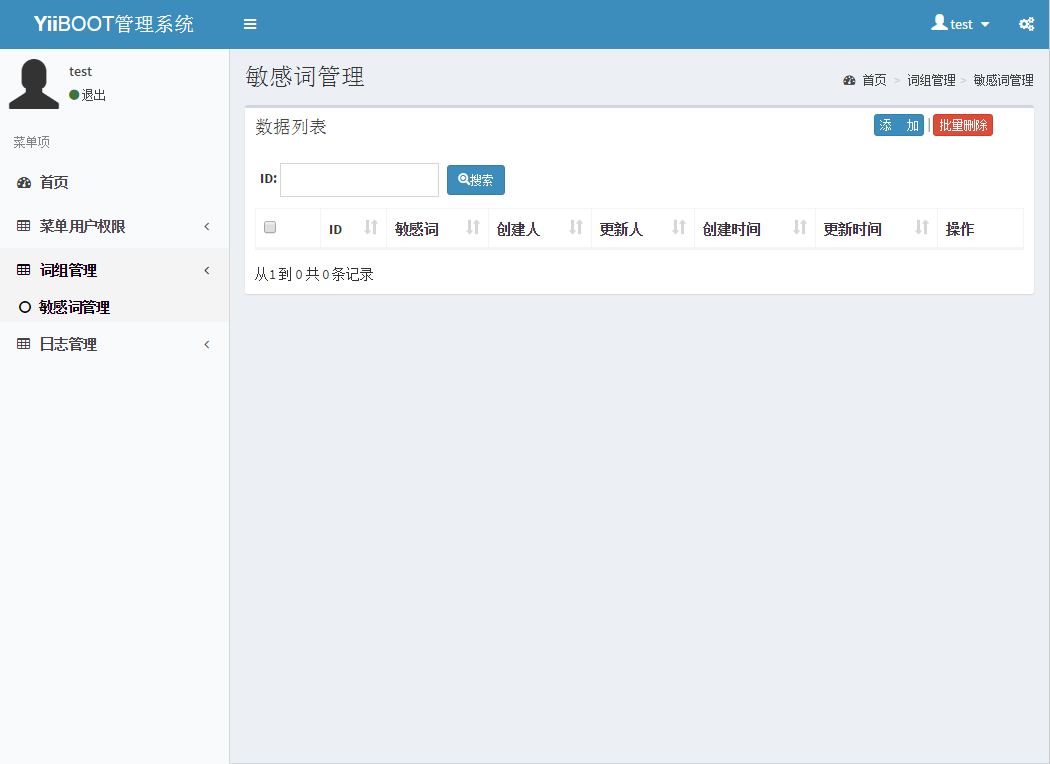 YiiBOOT管理系统
test
test
退出
菜单项
首页
菜单用户权限
词组管理
敏感词管理
日志管理
敏感词管理
首页 > 词组管理 > 敏感词管理
数据列表
添 加 | 批量删除
ID: 搜索
ID 敏感词 创建人 更新人 创建时间 更新时间 操作
从1 到 0 共 0 条记录